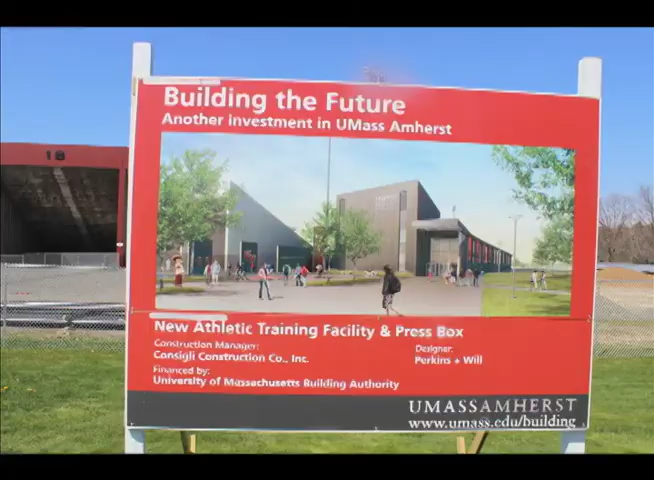 18
Building the Future
Another investment in UMass Amherst
New Athletic Training Facility & Press Box
Construction Manager:
Consigli Construction Co., Inc.
Designer:
Perkins + Will
Financed by:
University of Massachusetts Building Authority
UMASSAMHERST
www.umass.edu/building